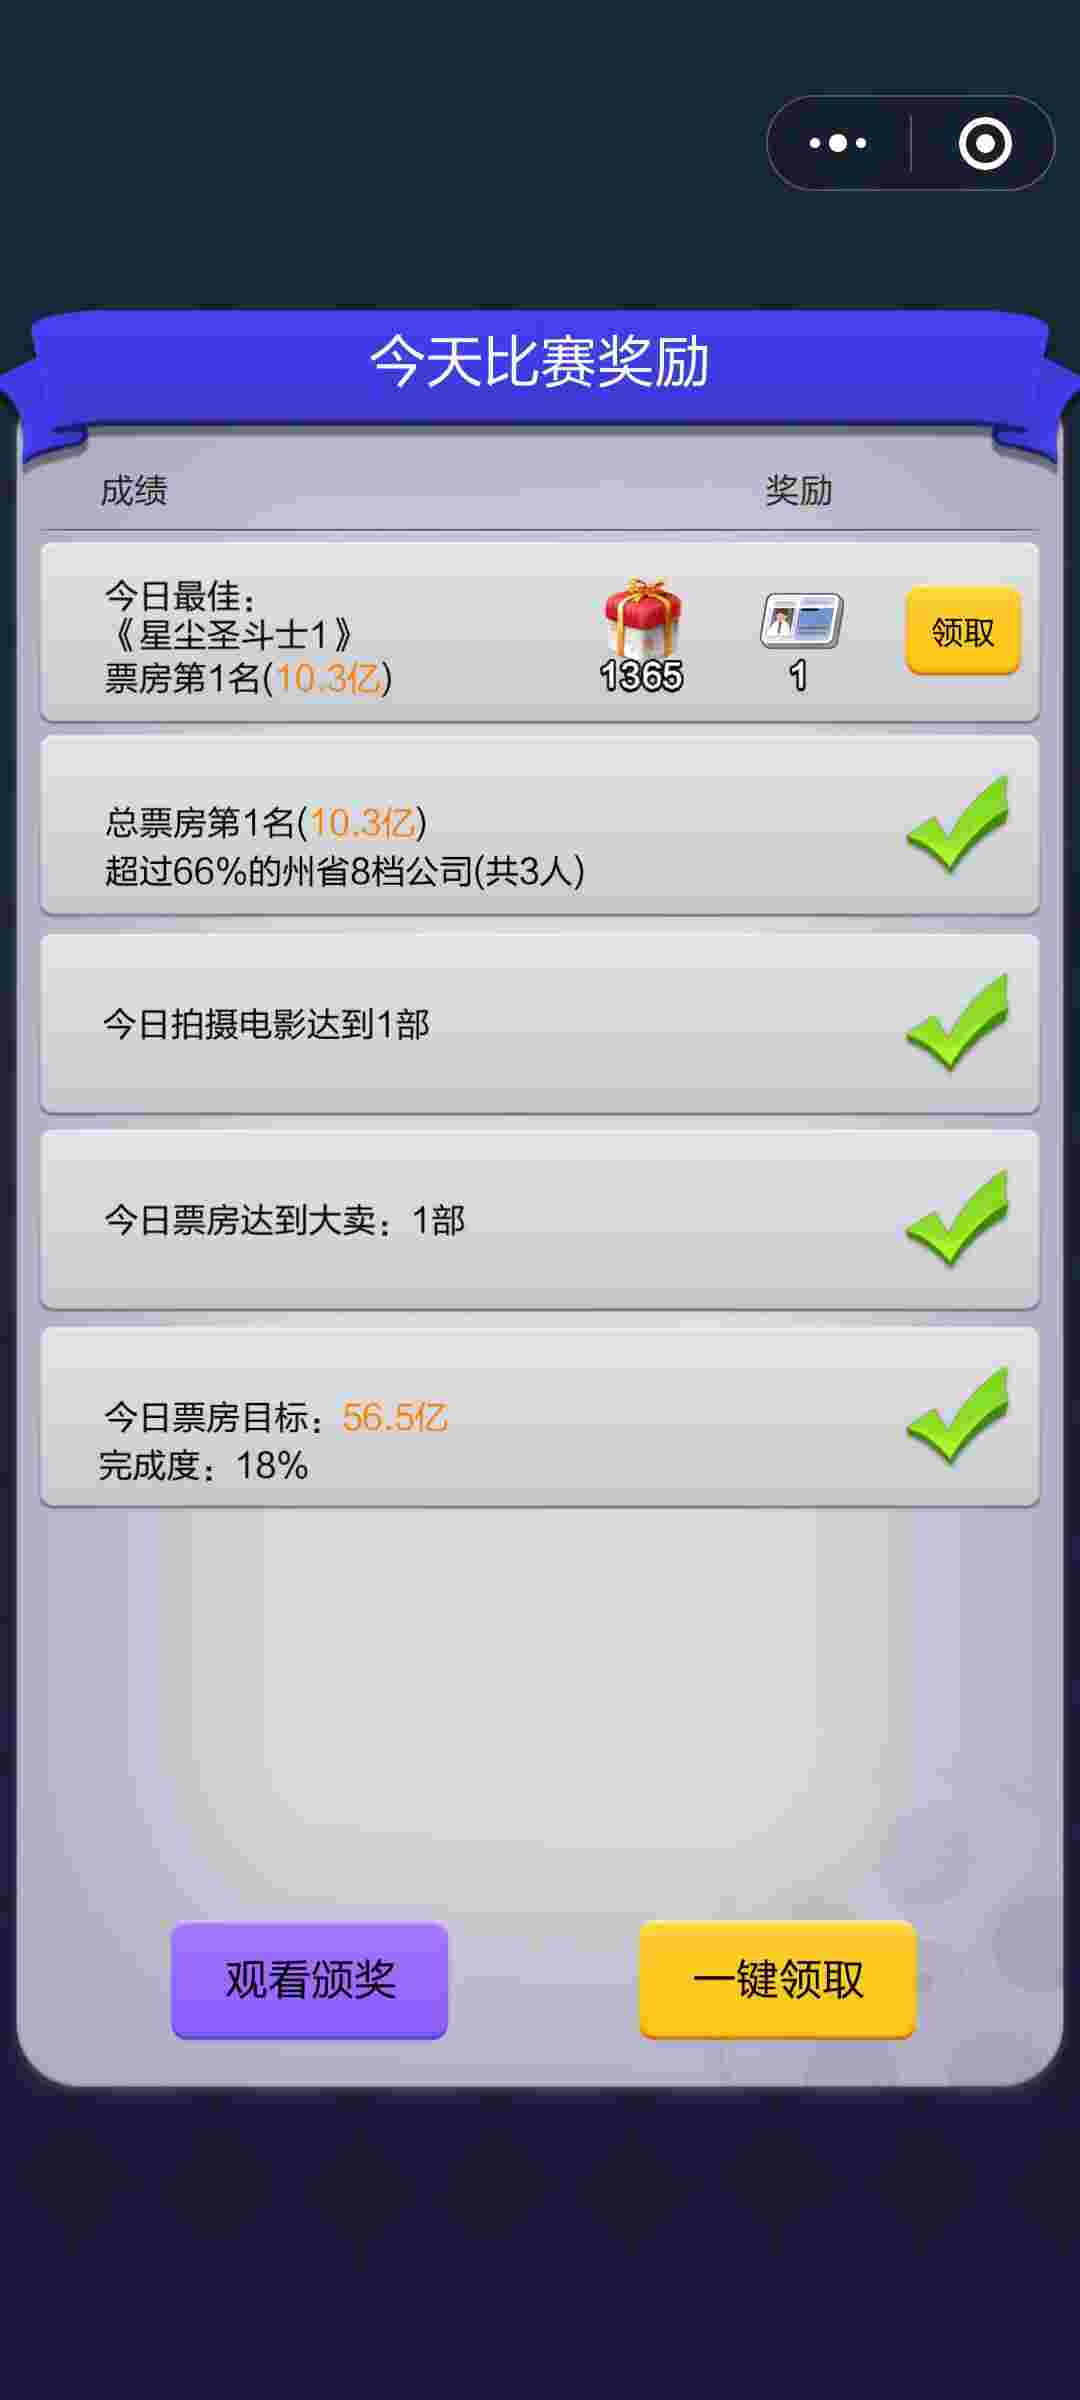 今天比赛奖励
成绩 奖励
今日最佳：
《星尘圣斗士1》
票房第1名(10.3亿)
1365 1 领取
总票房第1名(10.3亿)
超过66%的州省8档公司(共3人)
今日拍摄电影达到1部
今日票房达到大卖：1部
今日票房目标：56.5亿
完成度：18%
观看颁奖 一键领取